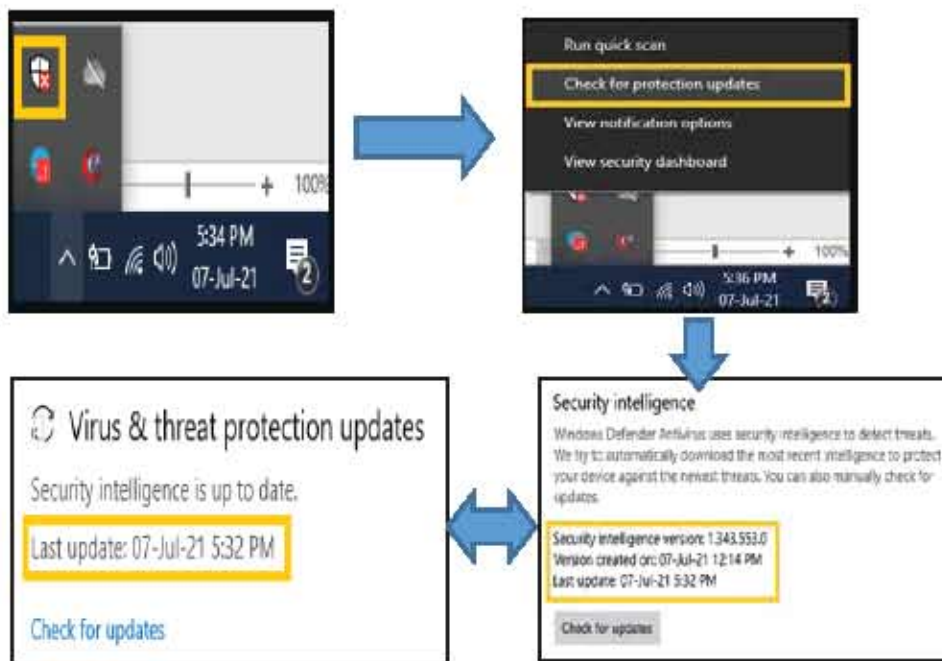 100%
5:34 PM
07-Jul-21
2
Run quick scan
Check for protection updates
View notification options
View security dashboard
100%
5:36 PM
07-Jul-21
2
Security intelligence
Windows Defender Antivirus uses security intelligence to detect threats.
We try to automatically download the most recent intelligence to protect
your device against the newest threats. You can also manually check for
updates.
Security intelligence version: 1.343.553.0
Version created on: 07-Jul-21 12:14 PM
Last update: 07-Jul-21 5:32 PM
Check for updates
Virus & threat protection updates
Security intelligence is up to date.
Last update: 07-Jul-21 5:32 PM
Check for updates